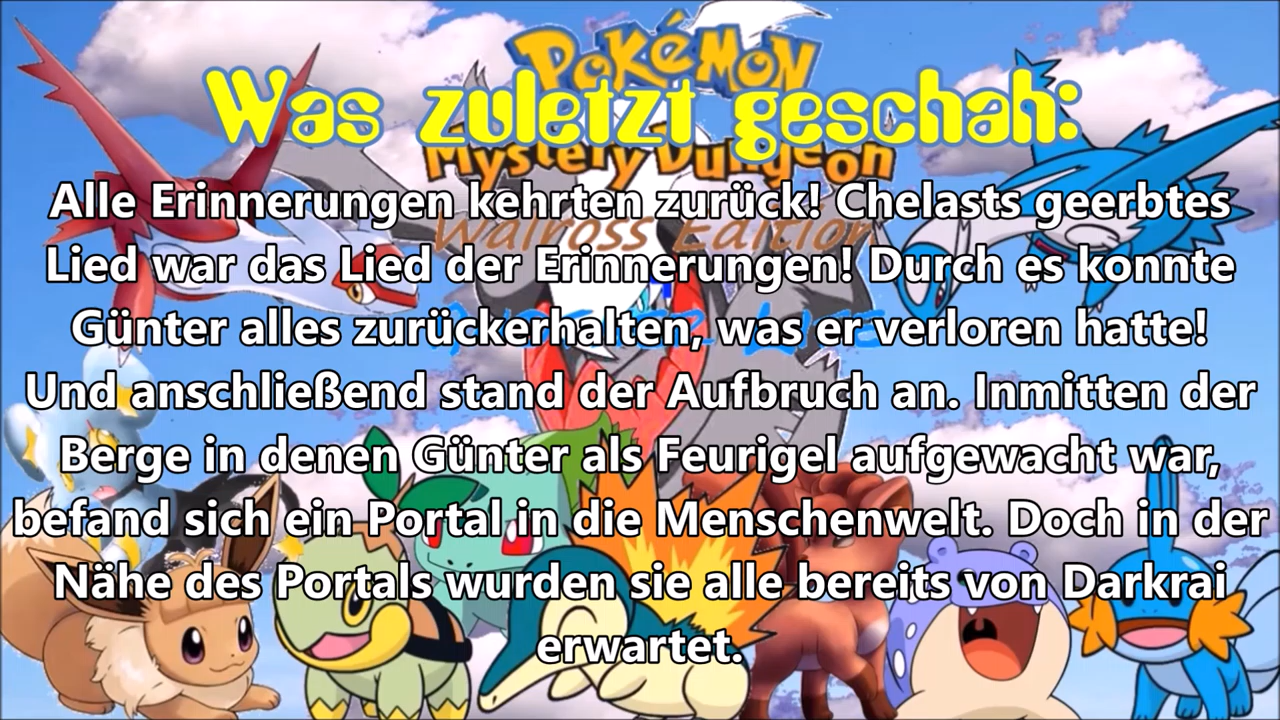 POKéMON
Was zuletzt geschah:
Mystery Dungeon
Alle Erinnerungen kehrten zurück! Chelasts geerbtes
Walross Edition
Lied war das Lied der Erinnerungen! Durch es konnte
Günter alles zurückerhalten, was er verloren hatte!
Und anschließend stand der Aufbruch an. Inmitten der
Berge in denen Günter als Feurigel aufgewacht war,
befand sich ein Portal in die Menschenwelt. Doch in der
Nähe des Portals wurden sie alle bereits von Darkrai
erwartet.